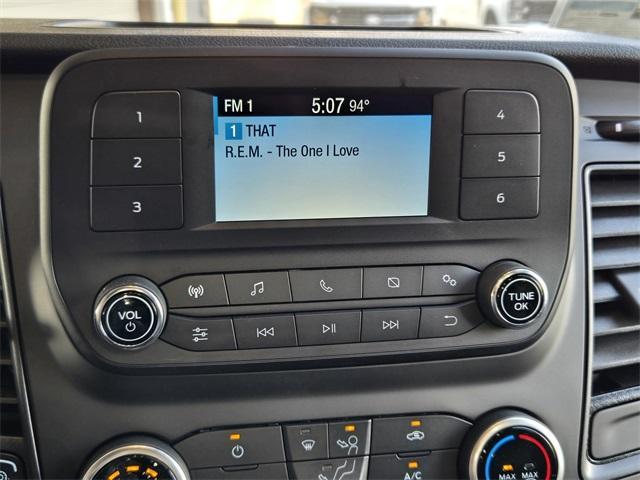 FM 1 5:07 94°
1 THAT
R.E.M. - The One I Love
1
2
3
4
5
6
VOL
TUNE
OK
A/C
MAX MAX